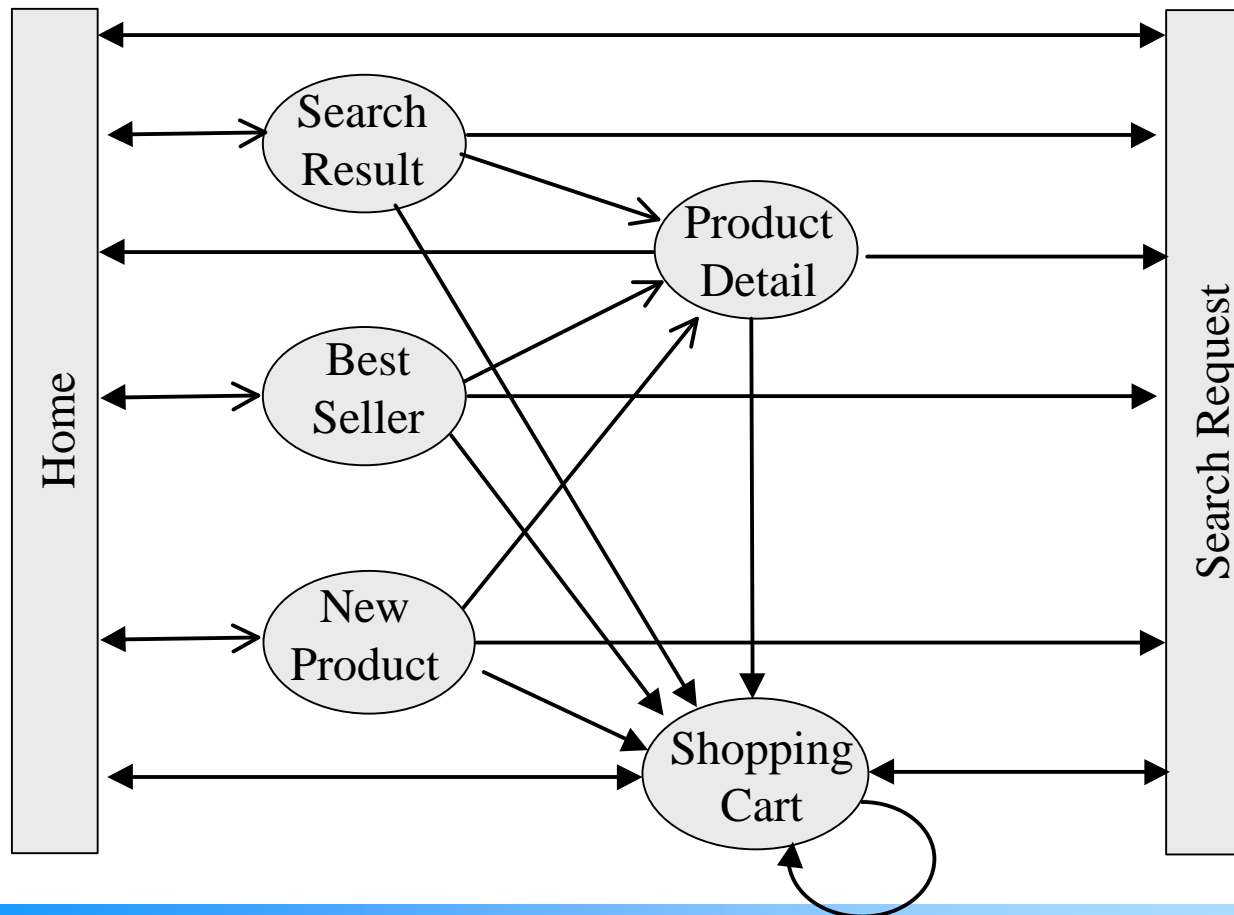 Home
Search
Result
Product
Detail
Best
Seller
New
Product
Shopping
Cart
Search Request